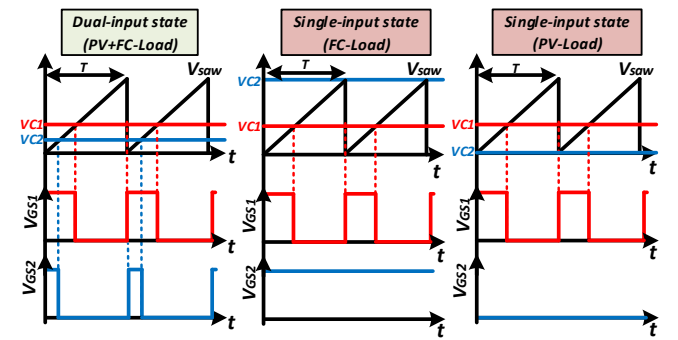 Dual-input state
(PV+FC-Load)
T
Vsaw
VC1
VC2
t
VGS1
t
VGS2
t
Single-input state
(FC-Load)
VC2
T
Vsaw
VC1
t
VGS1
t
VGS2
t
Single-input state
(PV-Load)
T
Vsaw
VC1
VC2
t
VGS1
t
VGS2
t